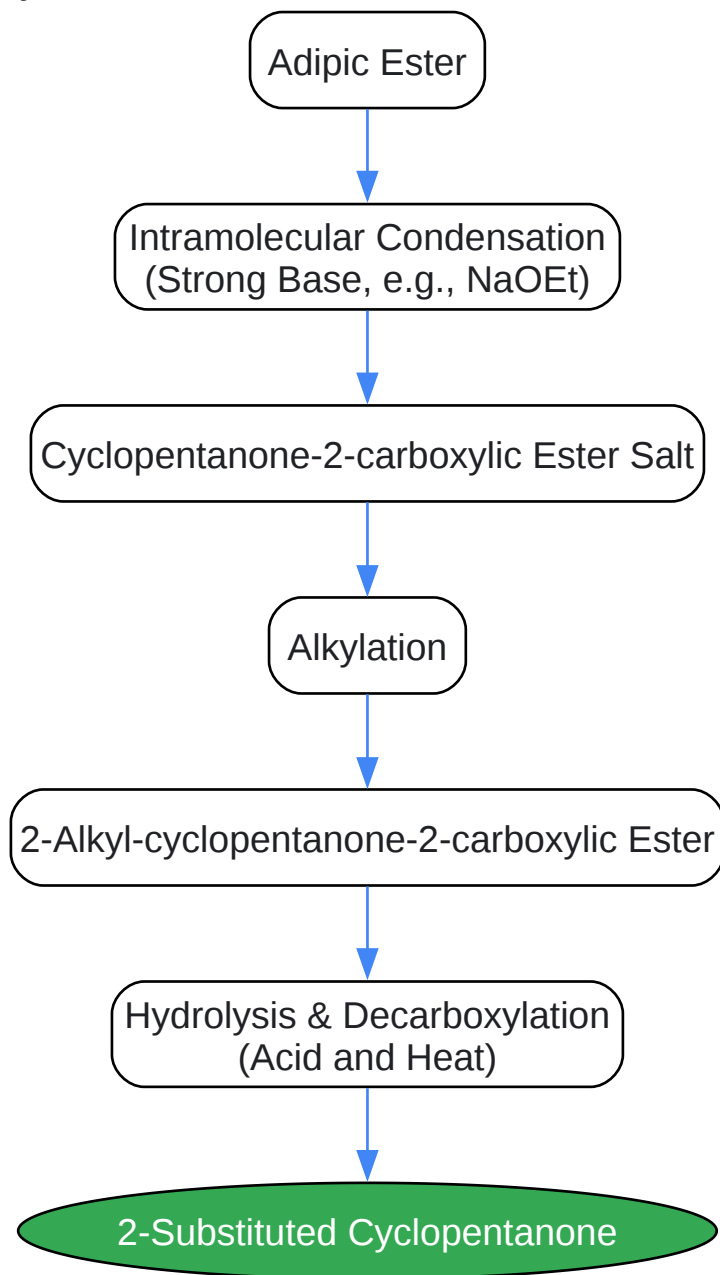 Adipic Ester
Intramolecular Condensation
(Strong Base, e.g., NaOEt)
Cyclopentanone-2-carboxylic Ester Salt
Alkylation
2-Alkyl-cyclopentanone-2-carboxylic Ester
Hydrolysis & Decarboxylation
(Acid and Heat)
2-Substituted Cyclopentanone